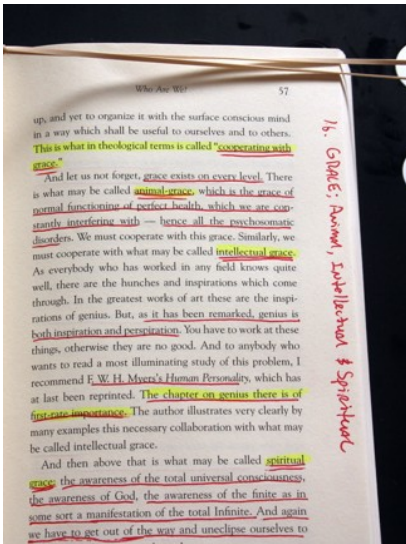 Who Are We? 57
up, and yet to organize it with the surface conscious mind
in a way which shall be useful to ourselves and to others.
This is what in theological terms is called "cooperating with
grace."
And let us not forget, grace exists on every level. There
is what may be called animal-grace, which is the grace of
normal functioning of perfect health, which we are con-
stantly interfering with — hence all the psychosomatic
disorders. We must cooperate with this grace. Similarly, we
must cooperate with what may be called intellectual grace.
As everybody who has worked in any field knows quite
well, there are the hunches and inspirations which come
through. In the greatest works of art these are the inspi-
rations of genius. But, as it has been remarked, genius is
both inspiration and perspiration. You have to work at these
things, otherwise they are no good. And to anybody who
wants to read a most illuminating study of this problem, I
recommend F. W. H. Myers's Human Personality, which has
at last been reprinted. The chapter on genius there is of
first-rate importance. The author illustrates very clearly by
many examples this necessary collaboration with what may
be called intellectual grace.
And then above that is what may be called spiritual
grace, the awareness of the total universal consciousness,
the awareness of God, the awareness of the finite as in
some sort a manifestation of the total Infinite. And again
we have to get out of the way and uneclipse ourselves to
16. GRACE; Animal, Intellectual & Spiritual